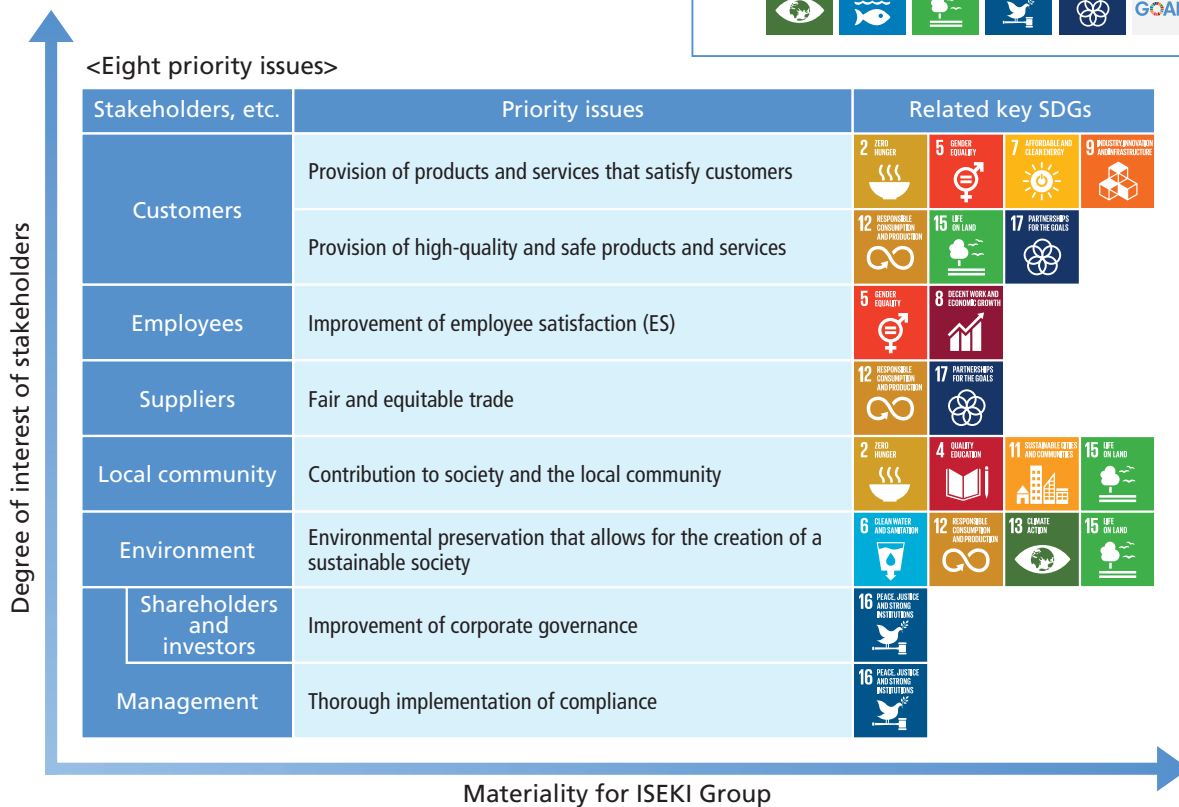 GOAL
<Eight priority issues>
Stakeholders, etc.
Priority issues
Related key SDGs
Customers
Provision of products and services that satisfy customers
2 ZERO
HUNGER
5 GENDER
EQUALITY
7 AFFORDABLE AND
CLEAN ENERGY
9 INDUSTRY, INNOVATION
AND INFRASTRUCTURE
Provision of high-quality and safe products and services
12 RESPONSIBLE
CONSUMPTION
AND PRODUCTION
15 LIFE
ON LAND
17 PARTNERSHIPS
FOR THE GOALS
Employees
Improvement of employee satisfaction (ES)
5 GENDER
EQUALITY
8 DECENT WORK AND
ECONOMIC GROWTH
Suppliers
Fair and equitable trade
12 RESPONSIBLE
CONSUMPTION
AND PRODUCTION
17 PARTNERSHIPS
FOR THE GOALS
Local community
Contribution to society and the local community
2 ZERO
HUNGER
4 QUALITY
EDUCATION
11 SUSTAINABLE CITIES
AND COMMUNITIES
15 LIFE
ON LAND
Environment
Environmental preservation that allows for the creation of a
sustainable society
6 CLEAN WATER
AND SANITATION
12 RESPONSIBLE
CONSUMPTION
AND PRODUCTION
13 CLIMATE
ACTION
15 LIFE
ON LAND
Shareholders
and
investors
Improvement of corporate governance
16 PEACE, JUSTICE
AND STRONG
INSTITUTIONS
Management
Thorough implementation of compliance
16 PEACE, JUSTICE
AND STRONG
INSTITUTIONS
Degree of interest of stakeholders
Materiality for ISEKI Group